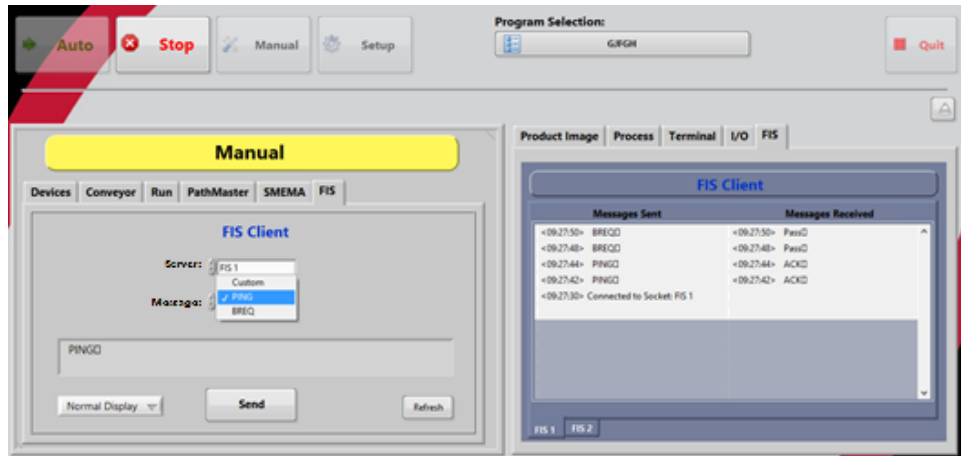 Auto
Stop
Manual
Setup
Program Selection:
GJFGH
Quit
Manual
Devices Conveyor Run PathMaster SMEMA FIS
FIS Client
Server: FIS 1
Custom
Message: ✓ PING
BREQ
PING□
Normal Display
Send
Refresh
Product Image Process Terminal I/O FIS
FIS Client
Messages Sent Messages Received
<09:27:50> BREQ□ <09:27:50> Pass□
<09:27:48> BREQ□ <09:27:48> Pass□
<09:27:44> PING□ <09:27:44> ACK□
<09:27:42> PING□ <09:27:42> ACK□
<09:27:30> Connected to Socket: FIS 1
FIS 1 FIS 2